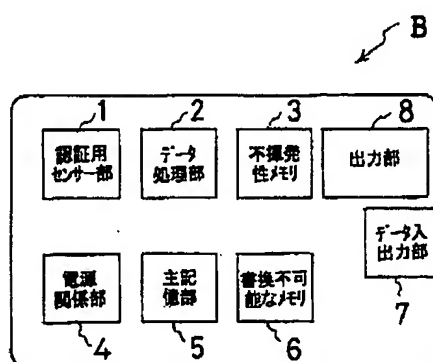 B
1
2
3
8
認証用
センサー部
データ
処理部
不揮発
性メモリ
出力部
データ入
出力部
7
電源
関係部
主記
憶部
書換不可
能なメモリ
4
5
6